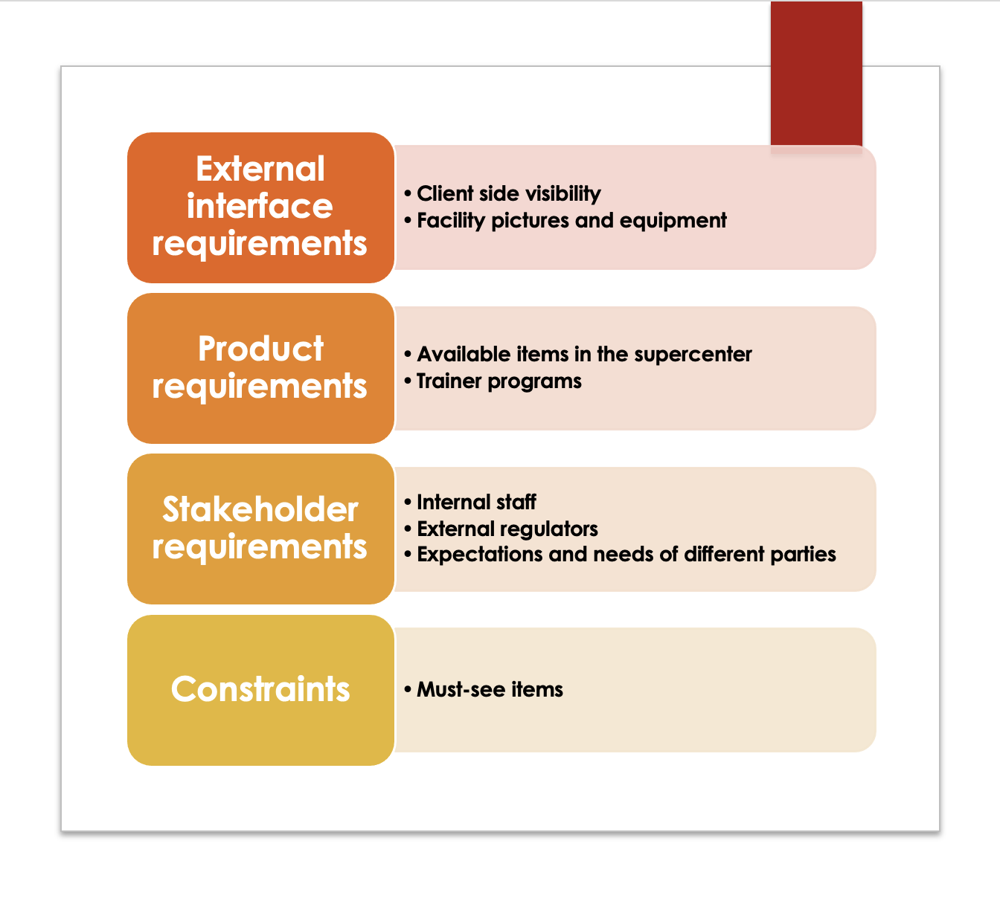 External
interface
requirements
• Client side visibility
• Facility pictures and equipment
Product
requirements
• Available items in the supercenter
• Trainer programs
Stakeholder
requirements
• Internal staff
• External regulators
• Expectations and needs of different parties
Constraints
• Must-see items